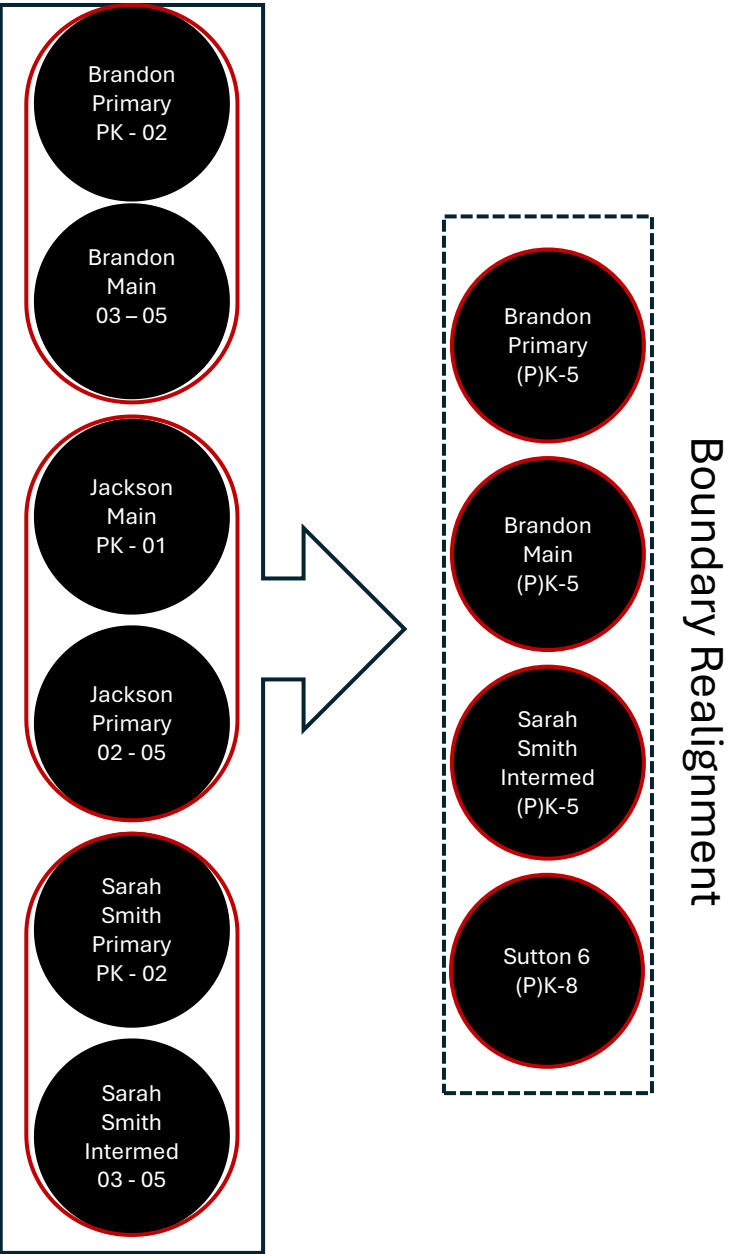 Brandon
Primary
PK - 02
Brandon
Main
03 – 05
Jackson
Main
PK - 01
Jackson
Primary
02 - 05
Sarah
Smith
Primary
PK - 02
Sarah
Smith
Intermed
03 - 05
Brandon
Primary
(P)K-5
Brandon
Main
(P)K-5
Sarah
Smith
Intermed
(P)K-5
Sutton 6
(P)K-8
Boundary Realignment